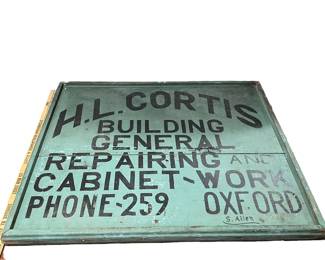 H.L. CORTIS
BUILDING
GENERAL
REPAIRING AND
CABINET-WORK
PHONE-259 OXFORD
S. Allen